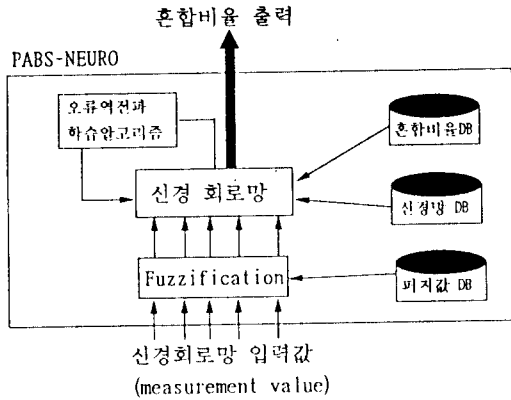 혼합비율 출력
PABS-NEURO
오류역전파
학습알고리즘
혼합비율DB
신경 회로망
신경망 DB
Fuzzification
퍼지값 DB
신경회로망 입력값
(measurement value)